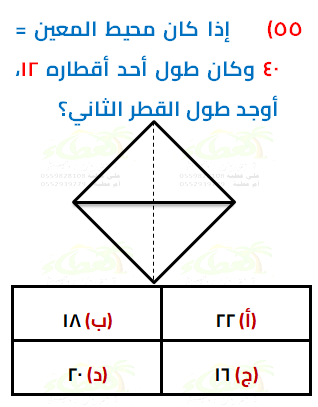 ٥٥) إذا كان محيط المعين =
٤٠ وكان طول أحد أقطاره ١٢،
أوجد طول القطر الثاني؟
(أ) ٢٢
(ب) ١٨
(ج) ١٦
(د) ٢٠